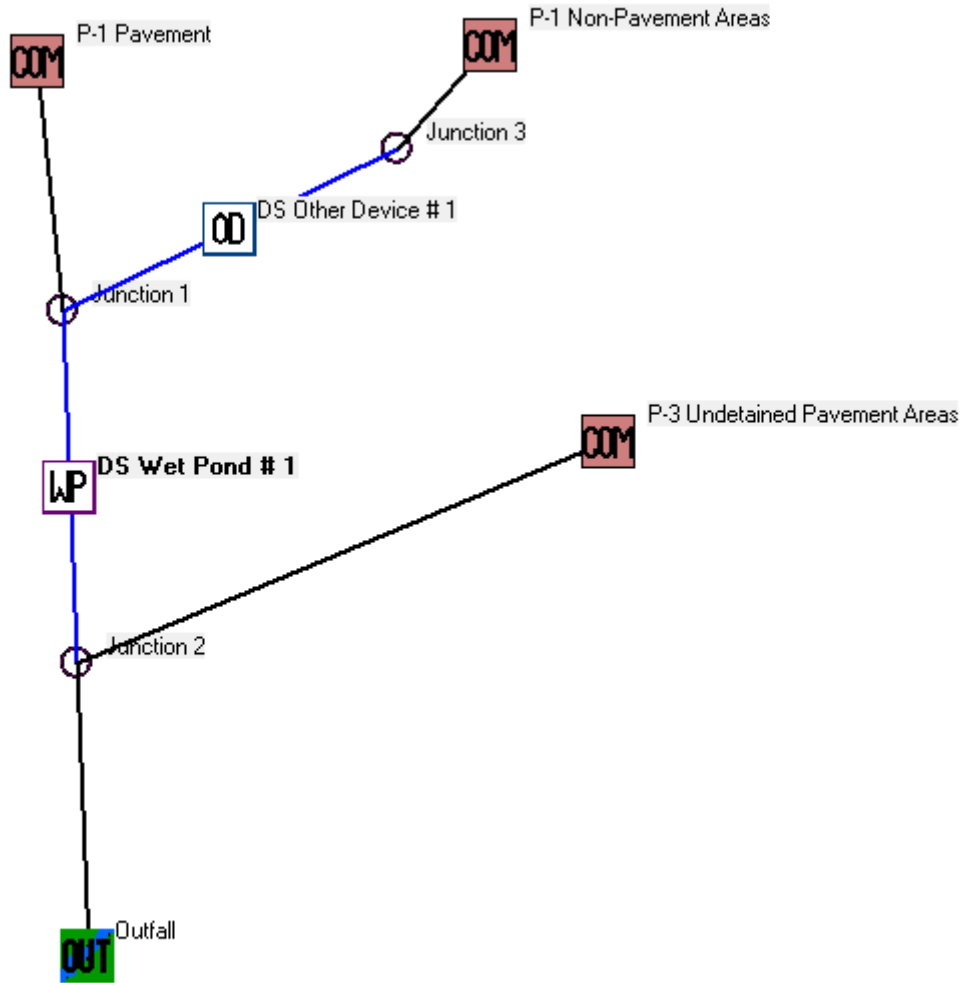 P-1 Pavement
COM
P-1 Non-Pavement Areas
COM
Junction 3
DS Other Device # 1
OD
Junction 1
P-3 Undetained Pavement Areas
COM
DS Wet Pond # 1
WP
Junction 2
Outfall
OUT